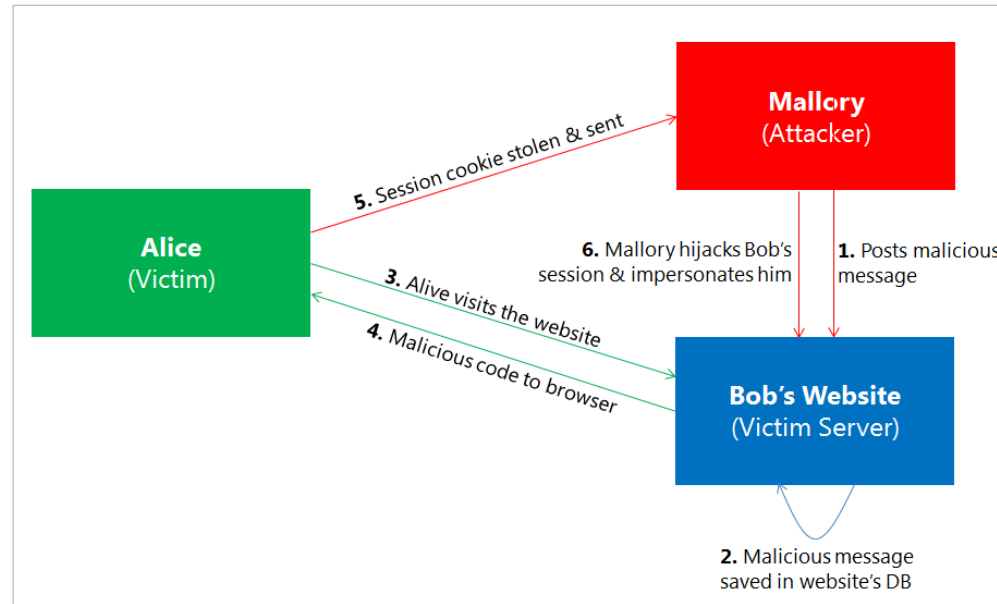 Mallory
(Attacker)
5. Session cookie stolen & sent
Alice
(Victim)
6. Mallory hijacks Bob's
session & impersonates him
1. Posts malicious
message
3. Alive visits the website
4. Malicious code to browser
Bob's Website
(Victim Server)
2. Malicious message
saved in website's DB